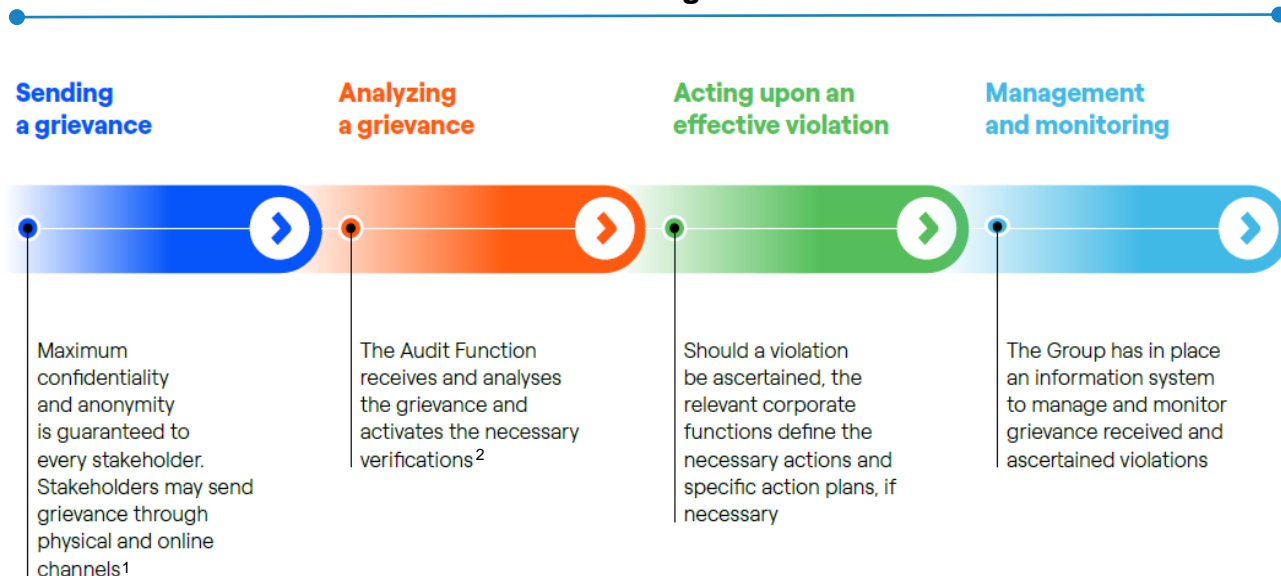 Sending
a grievance
Analyzing
a grievance
Acting upon an
effective violation
Management
and monitoring
Maximum
confidentiality
and anonymity
is guaranteed to
every stakeholder.
Stakeholders may send
grievance through
physical and online
channels1
The Audit Function
receives and analyses
the grievance and
activates the necessary
verifications2
Should a violation
be ascertained, the
relevant corporate
functions define the
necessary actions and
specific action plans, if
necessary
The Group has in place
an information system
to manage and monitor
grievance received and
ascertained violations